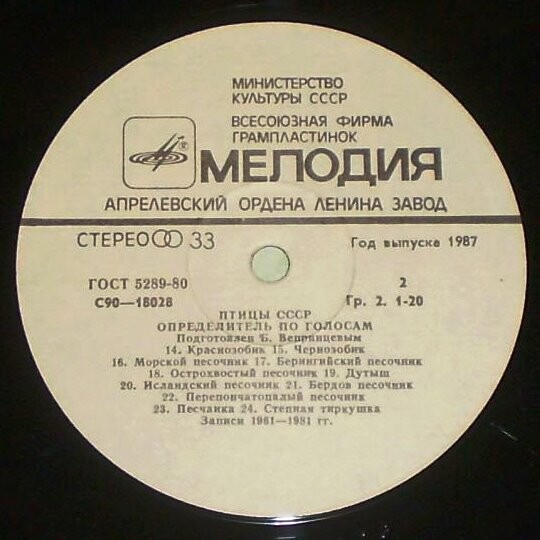 МИНИСТЕРСТВО
КУЛЬТУРЫ СССР
ВСЕСОЮЗНАЯ ФИРМА
ГРАМПЛАСТИНОК
МЕЛОДИЯ
АПРЕЛЕВСКИЙ ОРДЕНА ЛЕНИНА ЗАВОД
СТЕРЕО 33
Год выпуска 1987
ГОСТ 5289-80
2
С90—18028
Гр. 2. 1-20
ПТИЦЫ СССР
ОПРЕДЕЛИТЕЛЬ ПО ГОЛОСАМ
Подготовлен Б. Вепринцевым
14. Краснозобик 15. Чернозобик
16. Морской песочник 17. Берингийский песочник
18. Острохвостый песочник 19. Дутыш
20. Исландский песочник 21. Бердов песочник
22. Перепончатопалый песочник
23. Песчанка 24. Степная тиркушка
Записи 1961—1981 гг.